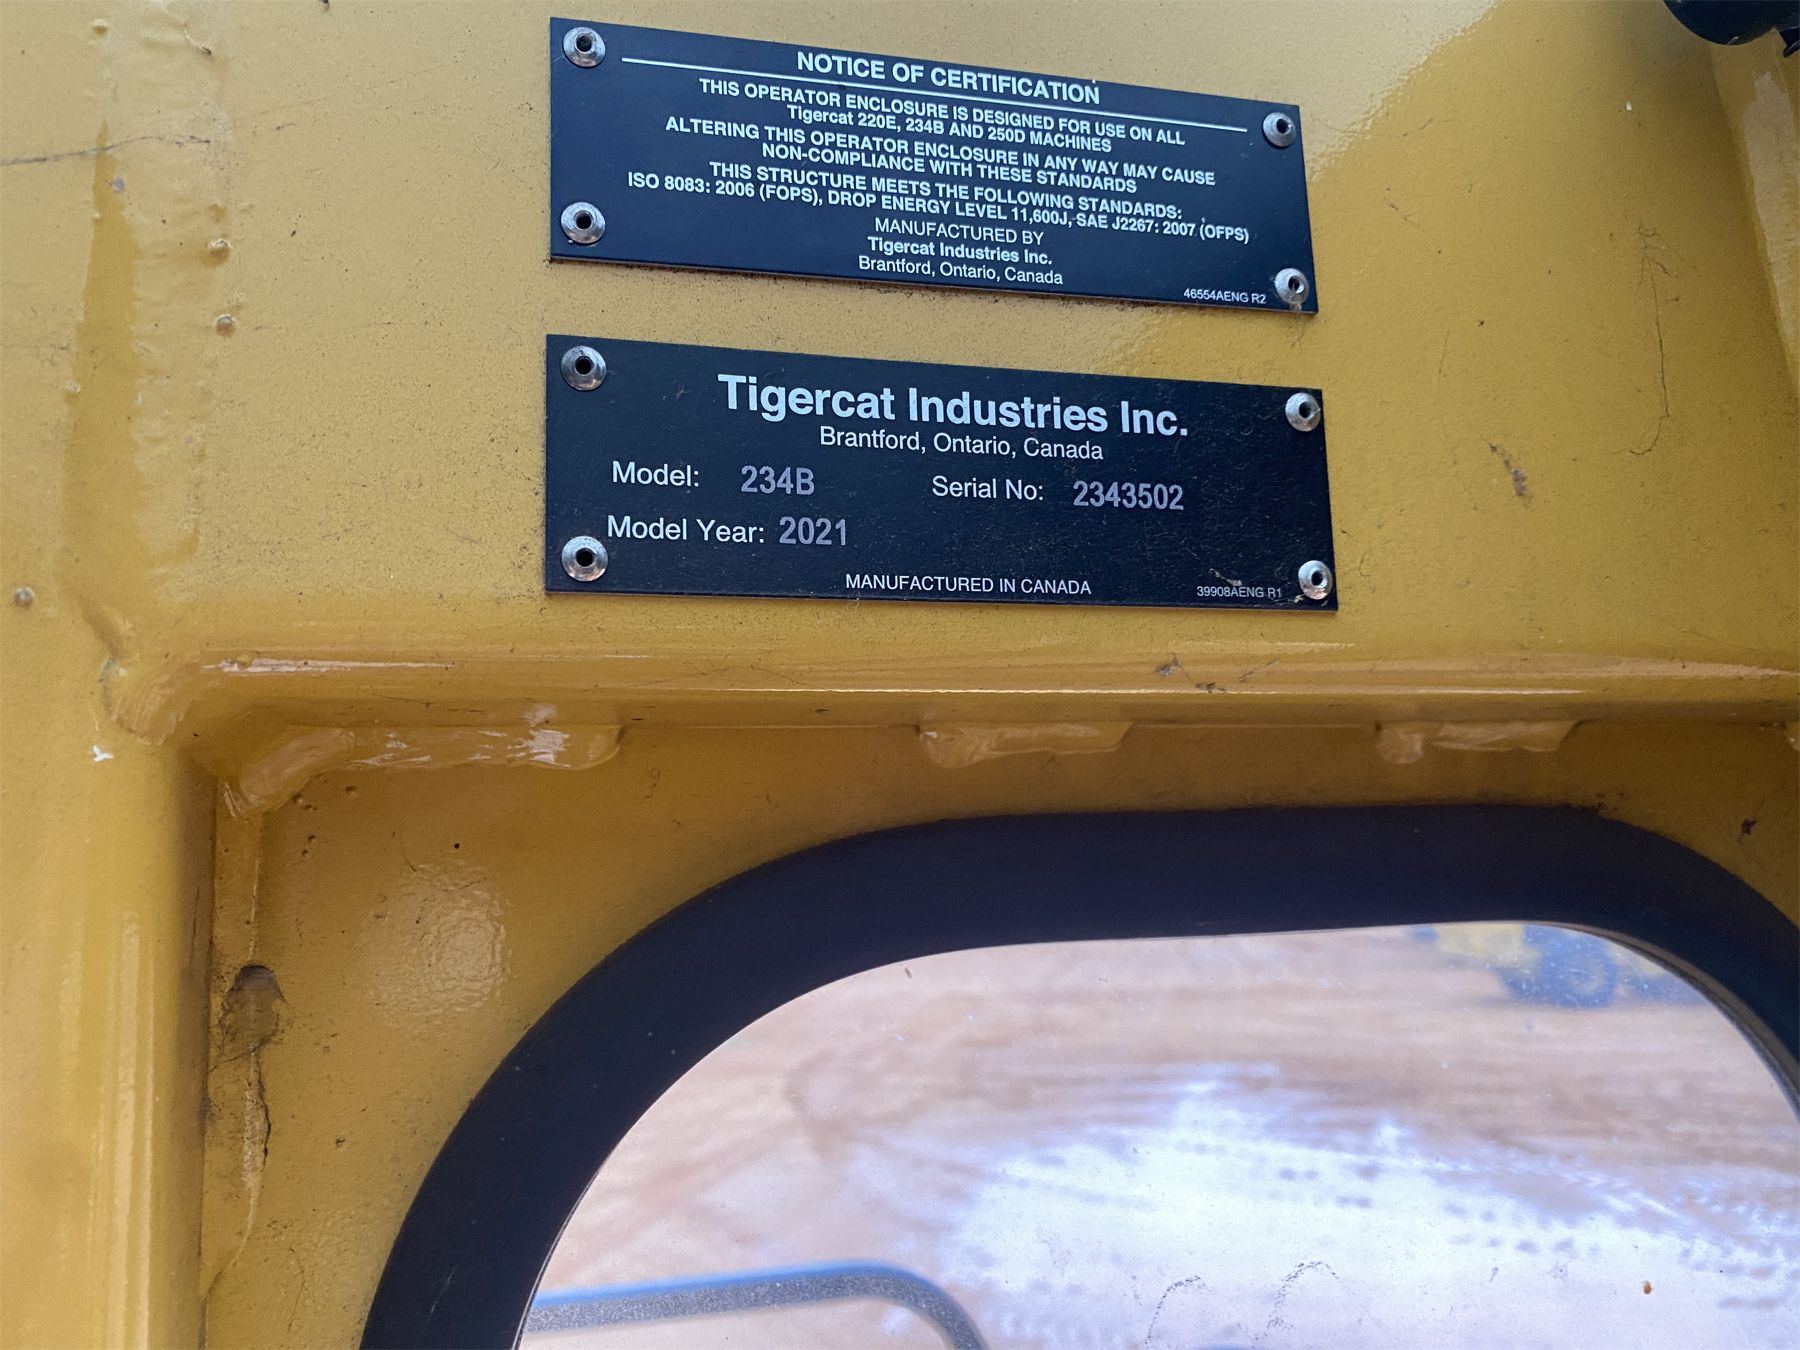 NOTICE OF CERTIFICATION
THIS OPERATOR ENCLOSURE IS DESIGNED FOR USE ON ALL
Tigercat 220E, 234B AND 250D MACHINES
ALTERING THIS OPERATOR ENCLOSURE IN ANY WAY MAY CAUSE
NON-COMPLIANCE WITH THESE STANDARDS
THIS STRUCTURE MEETS THE FOLLOWING STANDARDS:
ISO 8083: 2006 (FOPS), DROP ENERGY LEVEL 11,600J, SAE J2267: 2007 (OFPS)
MANUFACTURED BY
Tigercat Industries Inc.
Brantford, Ontario, Canada
46554AENG R2
Tigercat Industries Inc.
Brantford, Ontario, Canada
Model: 234B Serial No: 2343502
Model Year: 2021
MANUFACTURED IN CANADA
39908AENG R1